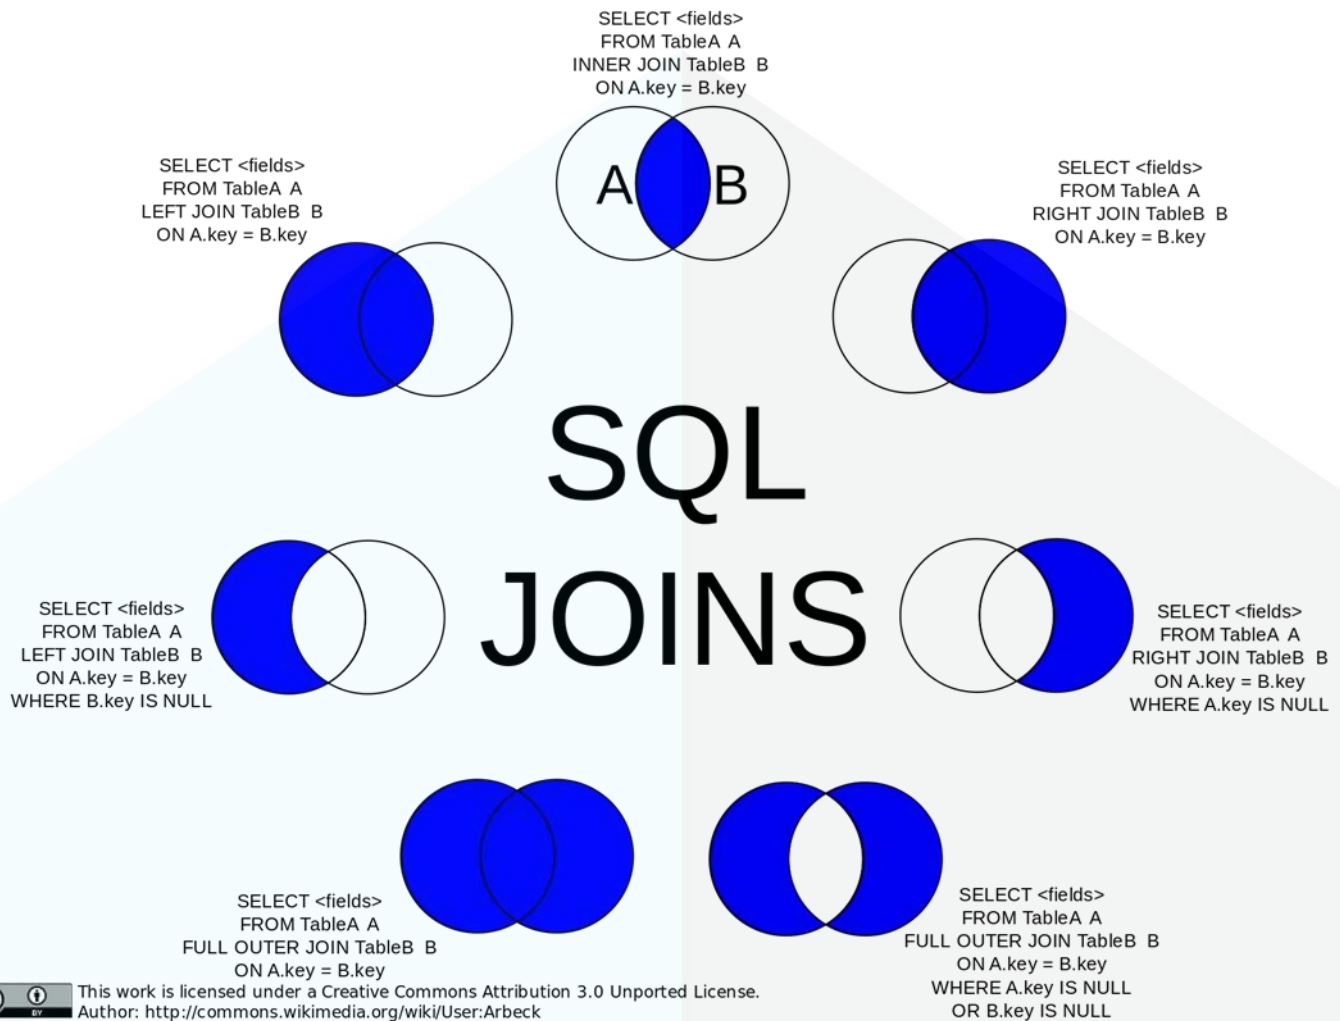 SELECT <fields>
FROM TableA A
INNER JOIN TableB B
ON A.key = B.key
A B
SELECT <fields>
FROM TableA A
LEFT JOIN TableB B
ON A.key = B.key
SELECT <fields>
FROM TableA A
RIGHT JOIN TableB B
ON A.key = B.key
SQL
JOINS
SELECT <fields>
FROM TableA A
LEFT JOIN TableB B
ON A.key = B.key
WHERE B.key IS NULL
SELECT <fields>
FROM TableA A
RIGHT JOIN TableB B
ON A.key = B.key
WHERE A.key IS NULL
SELECT <fields>
FROM TableA A
FULL OUTER JOIN TableB B
ON A.key = B.key
SELECT <fields>
FROM TableA A
FULL OUTER JOIN TableB B
ON A.key = B.key
WHERE A.key IS NULL
OR B.key IS NULL
BY
This work is licensed under a Creative Commons Attribution 3.0 Unported License.
Author: http://commons.wikimedia.org/wiki/User:Arbeck